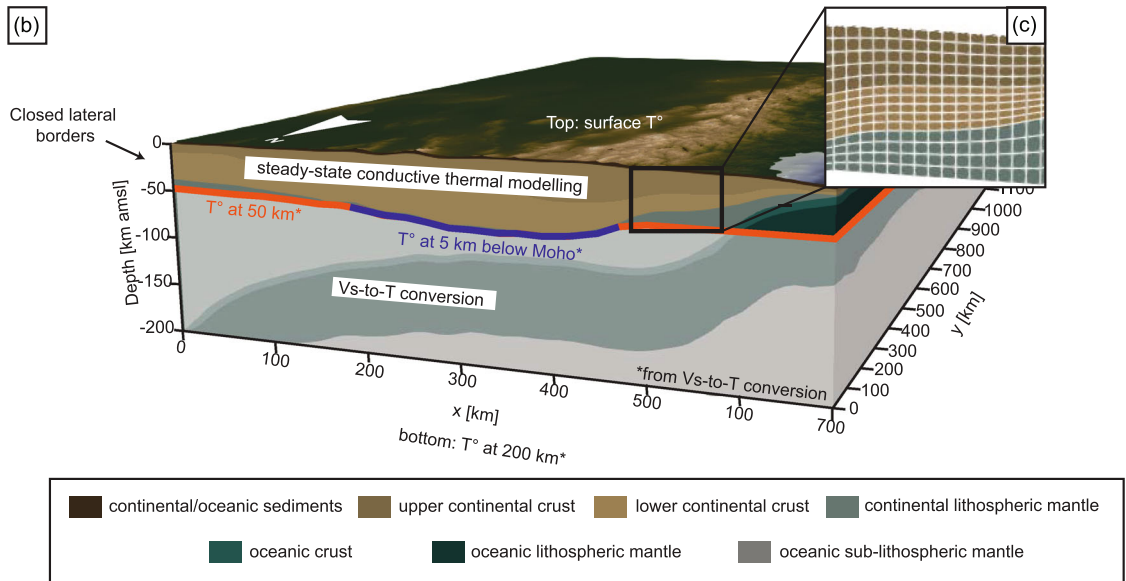 (b)
(c)
Closed lateral
borders
N
Top: surface T°
steady-state conductive thermal modelling
T° at 50 km*
T° at 5 km below Moho*
Vs-to-T conversion
Depth [km amsl]
0
-50
-100
-150
-200
0
100
200
300
400
500
100
700
x [km]
bottom: T° at 200 km*
*from Vs-to-T conversion
0
100
200
300
400
500
600
700
800
900
1000
1100
y [km]
continental/oceanic sediments
upper continental crust
lower continental crust
continental lithospheric mantle
oceanic crust
oceanic lithospheric mantle
oceanic sub-lithospheric mantle